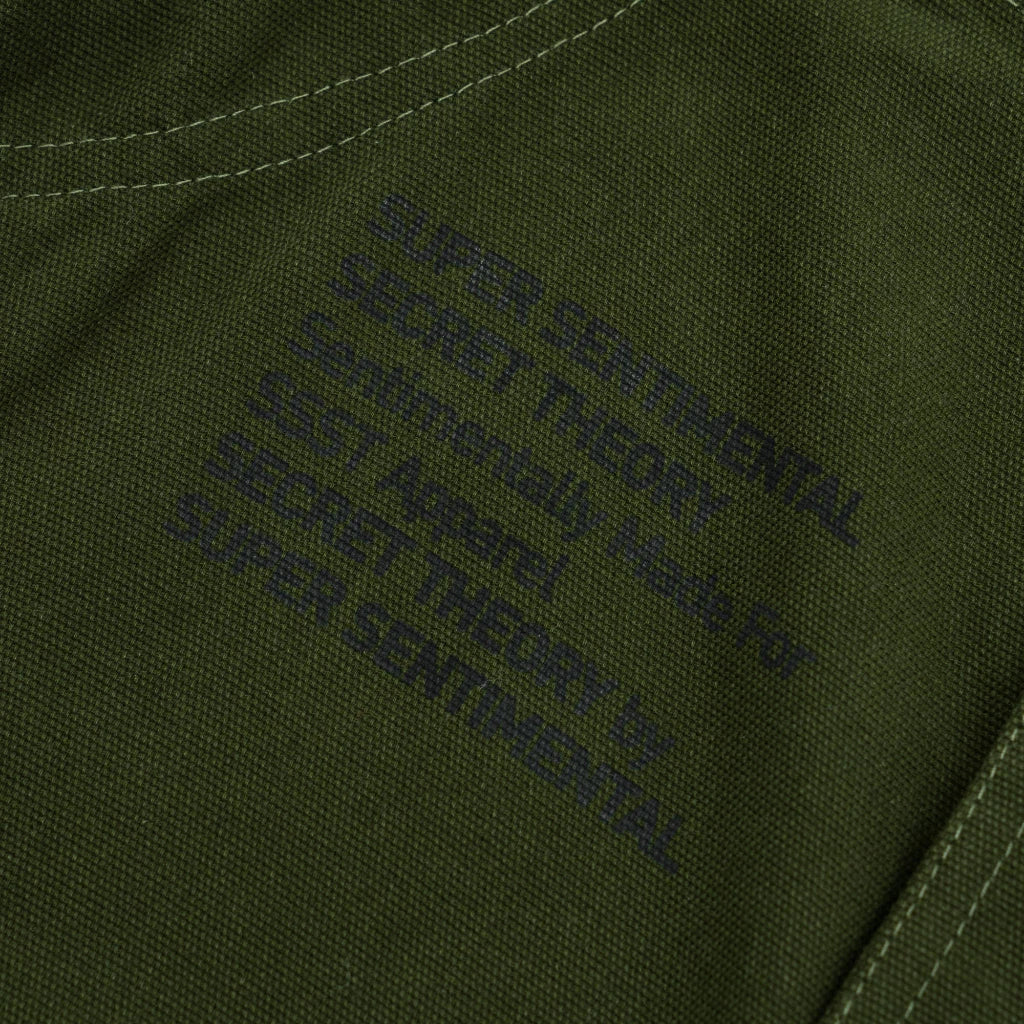 SUPER SENTIMENTAL
SECRET THEORY
Sentimentally Made For
SSST Apparel
SECRET THEORY by
SUPER SENTIMENTAL